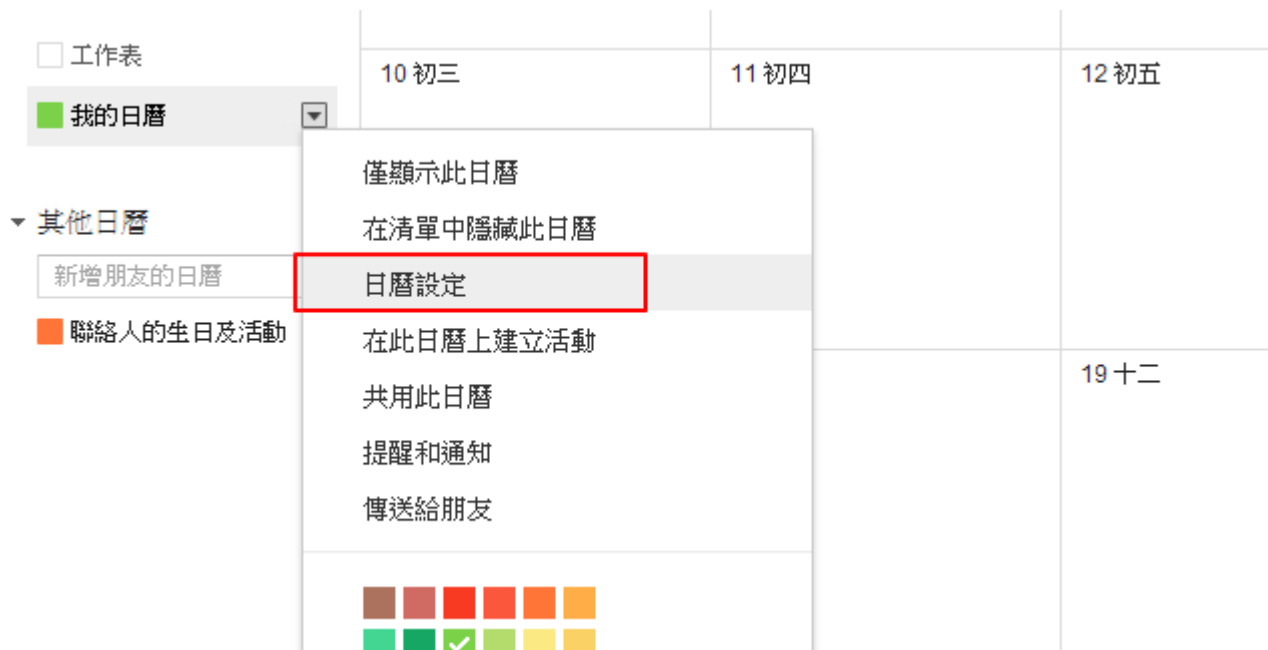 工作表
10 初三
11 初四
12 初五
我的日曆
僅顯示此日曆
其他日曆
在清單中隱藏此日曆
新增朋友的日曆
日曆設定
聯絡人的生日及活動
在此日曆上建立活動
19 十二
共用此日曆
提醒和通知
傳送給朋友